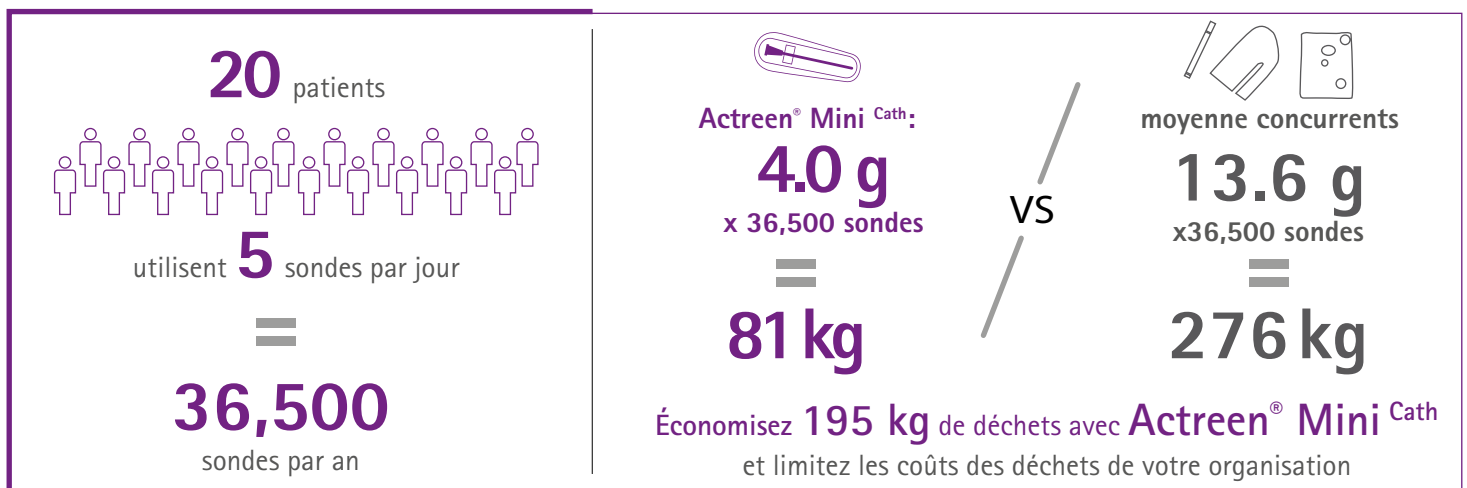 20 patients
utilisent 5 sondes par jour
=
36,500
sondes par an
Actreen® Mini Cath:
4.0 g
x 36,500 sondes
=
81 kg
VS
moyenne concurrents
13.6 g
x36,500 sondes
=
276 kg
Économisez 195 kg de déchets avec Actreen® Mini Cath
et limitez les coûts des déchets de votre organisation